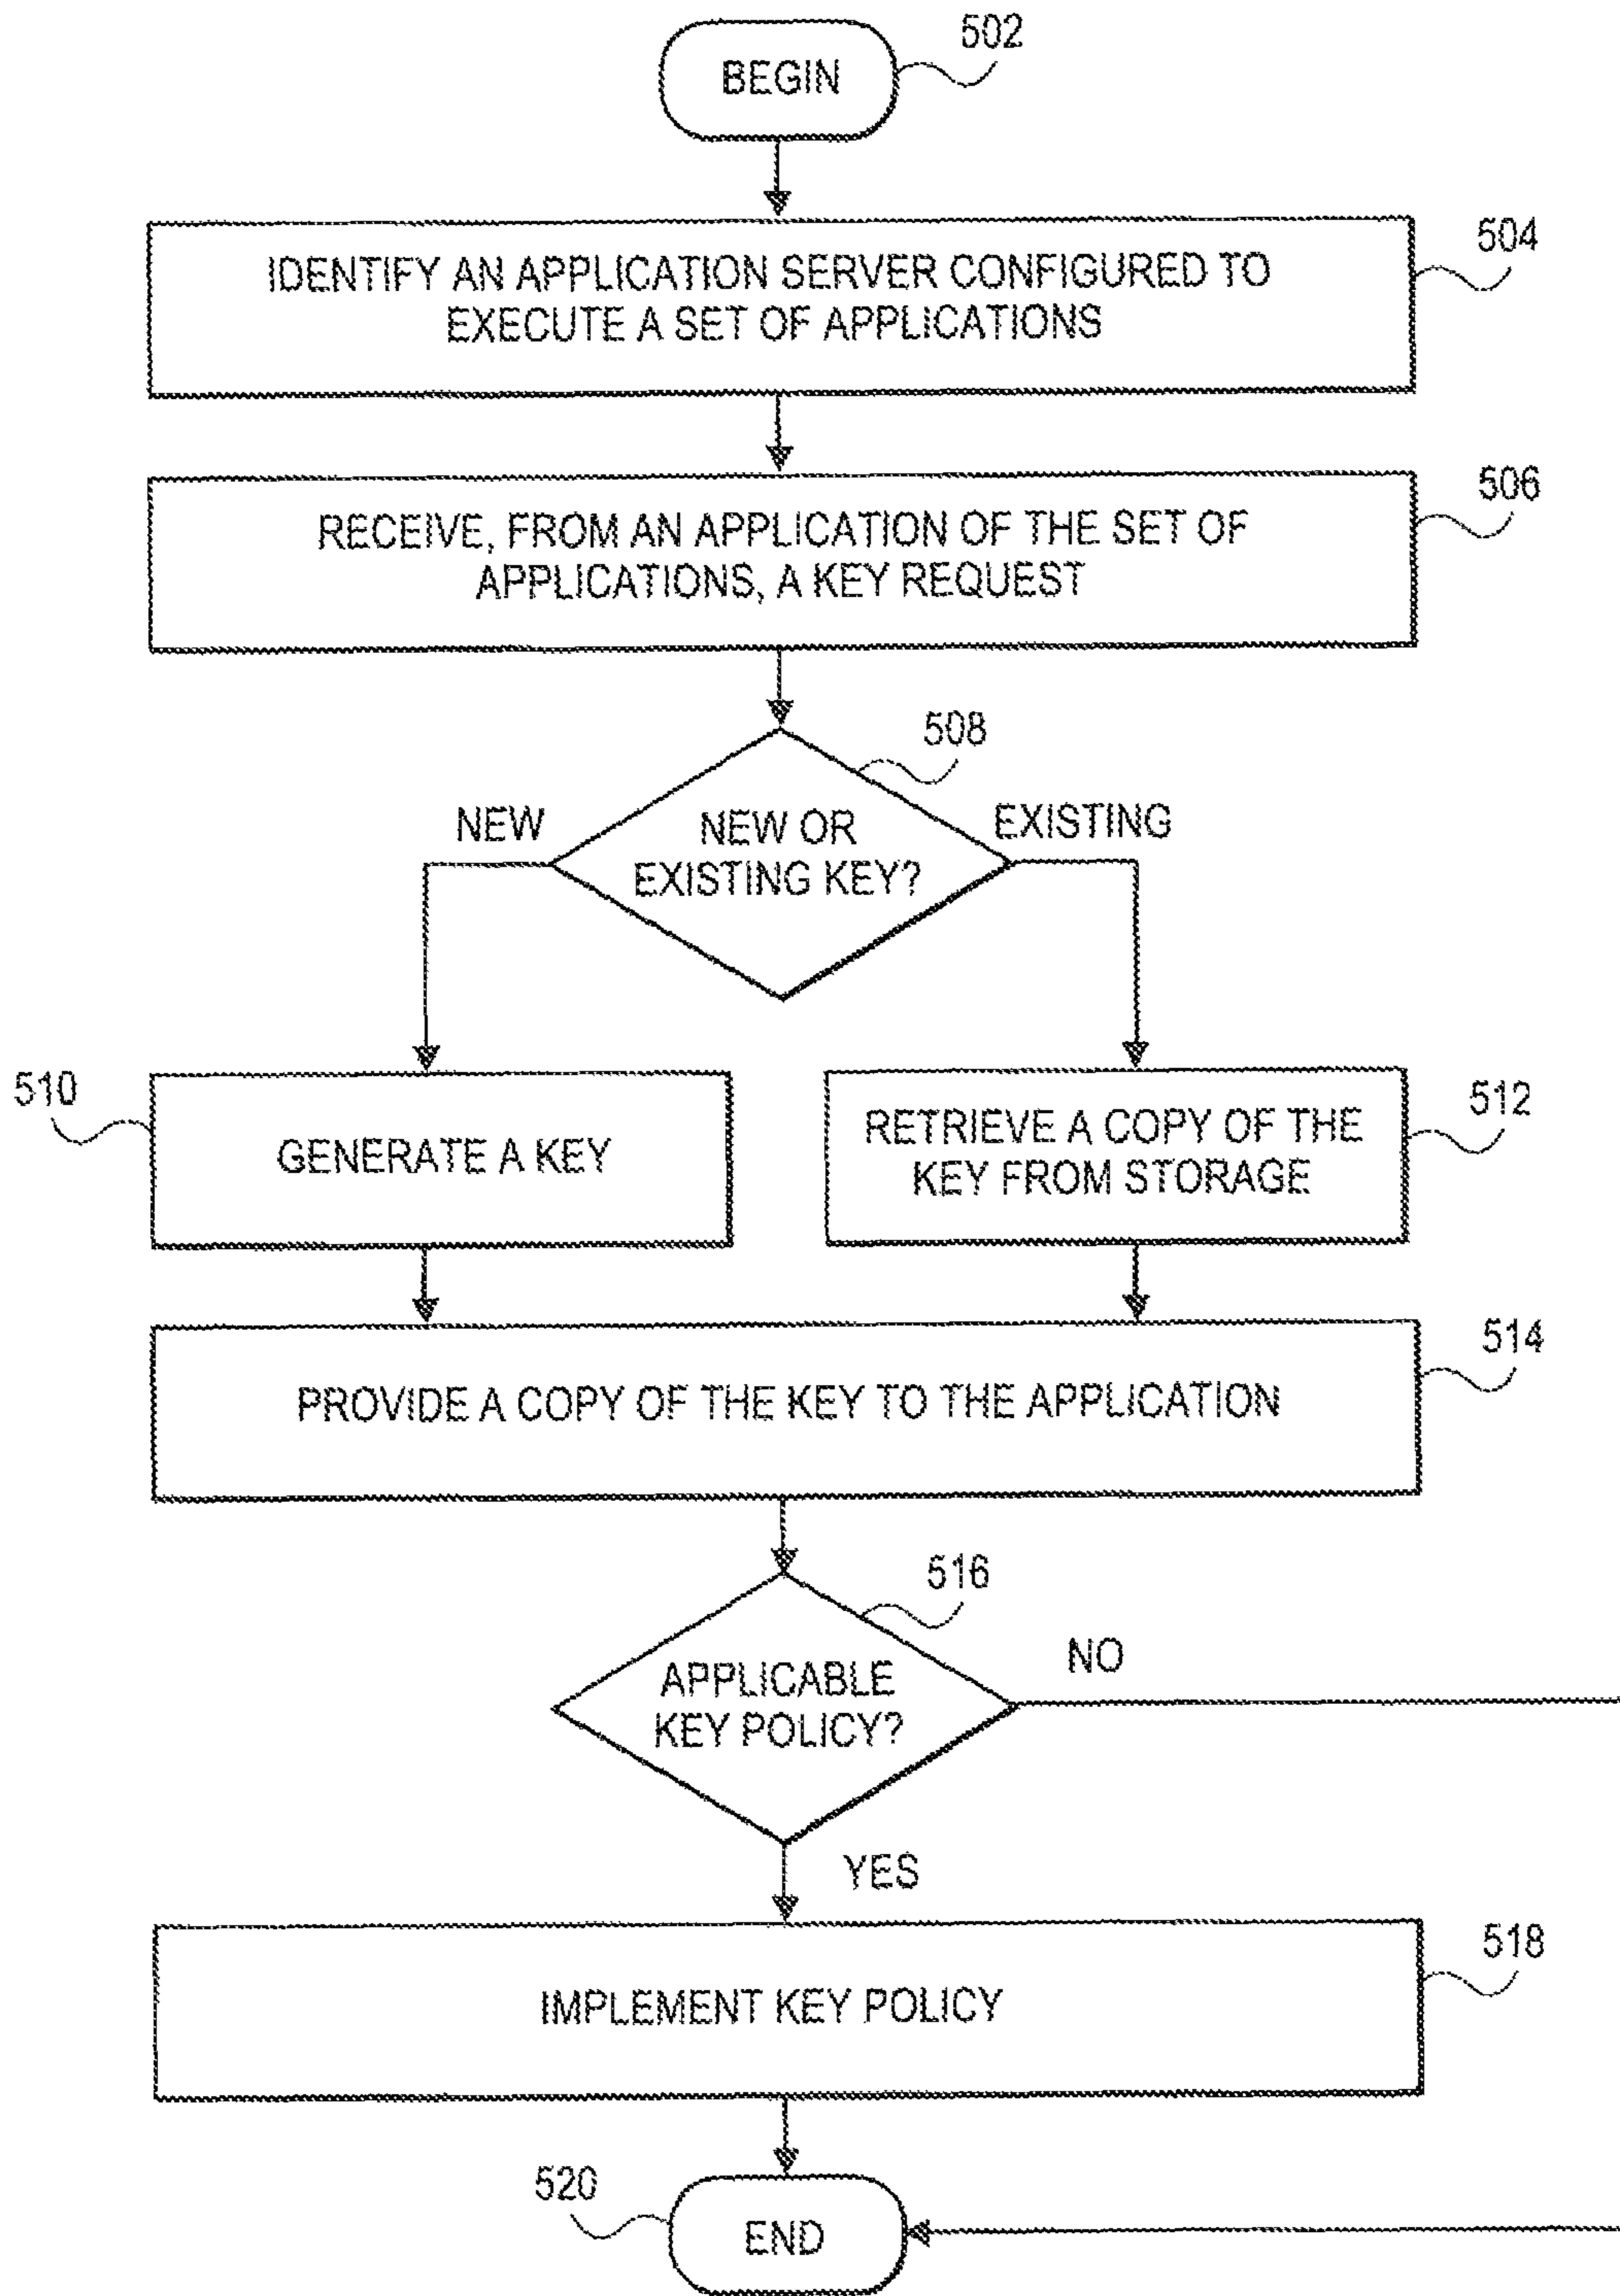 BEGIN
502
IDENTIFY AN APPLICATION SERVER CONFIGURED TO
EXECUTE A SET OF APPLICATIONS
504
RECEIVE, FROM AN APPLICATION OF THE SET OF
APPLICATIONS, A KEY REQUEST
506
508
NEW
NEW OR
EXISTING KEY?
EXISTING
510
GENERATE A KEY
RETRIEVE A COPY OF THE
KEY FROM STORAGE
512
PROVIDE A COPY OF THE KEY TO THE APPLICATION
514
516
APPLICABLE
KEY POLICY?
NO
YES
IMPLEMENT KEY POLICY
518
520
END